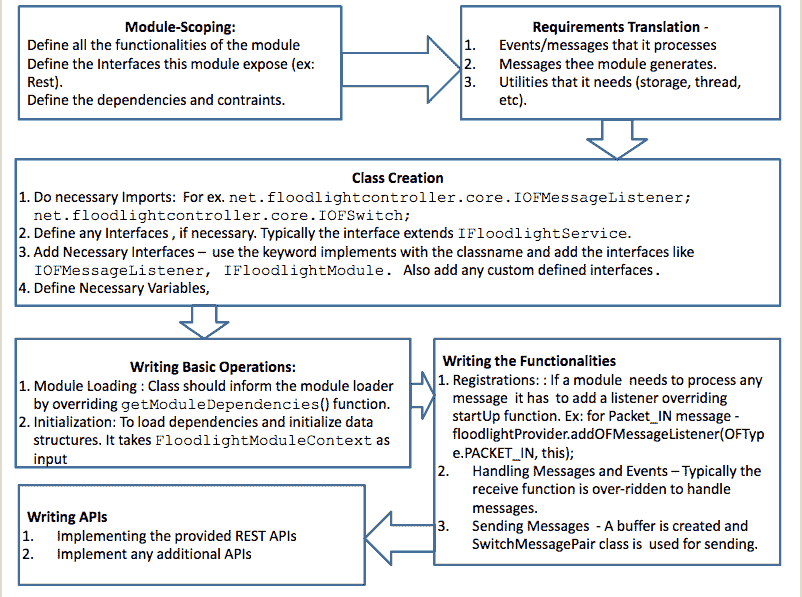 Module-Scoping:
Define all the functionalities of the module
Define the Interfaces this module expose (ex:
Rest).
Define the dependencies and contraints.
Requirements Translation -
1. Events/messages that it processes
2. Messages thee module generates.
3. Utilities that it needs (storage, thread,
etc).
Class Creation
1. Do necessary Imports: For ex. net.floodlightcontroller.core.IOFMessageListener;
net.floodlightcontroller.core.IOFSwitch;
2. Define any Interfaces , if necessary. Typically the interface extends IFloodlightService.
3. Add Necessary Interfaces – use the keyword implements with the classname and add the interfaces like
IOFMessageListener, IFloodlightModule. Also add any custom defined interfaces.
4. Define Necessary Variables,
Writing Basic Operations:
1. Module Loading : Class should inform the module loader
by overriding getModuleDependencies() function.
2. Initialization: To load dependencies and initialize data
structures. It takes FloodlightModuleContext as
input
Writing the Functionalities
1. Registrations: : If a module needs to process any
message it has to add a listener overriding
startUp function. Ex: for Packet_IN message -
floodlightProvider.addOFMessageListener(OFTyp
e.PACKET_IN, this);
2. Handling Messages and Events – Typically the
receive function is over-ridden to handle
messages.
3. Sending Messages - A buffer is created and
SwitchMessagePair class is used for sending.
Writing APIs
1. Implementing the provided REST APIs
2. Implement any additional APIs